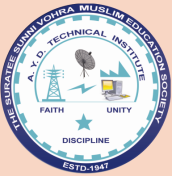 THE SURATEE SUNNI VOHRA MUSLIM EDUCATION SOCIETY
A. Y. D. TECHNICAL INSTITUTE
FAITH
UNITY
DISCIPLINE
ESTD-1947